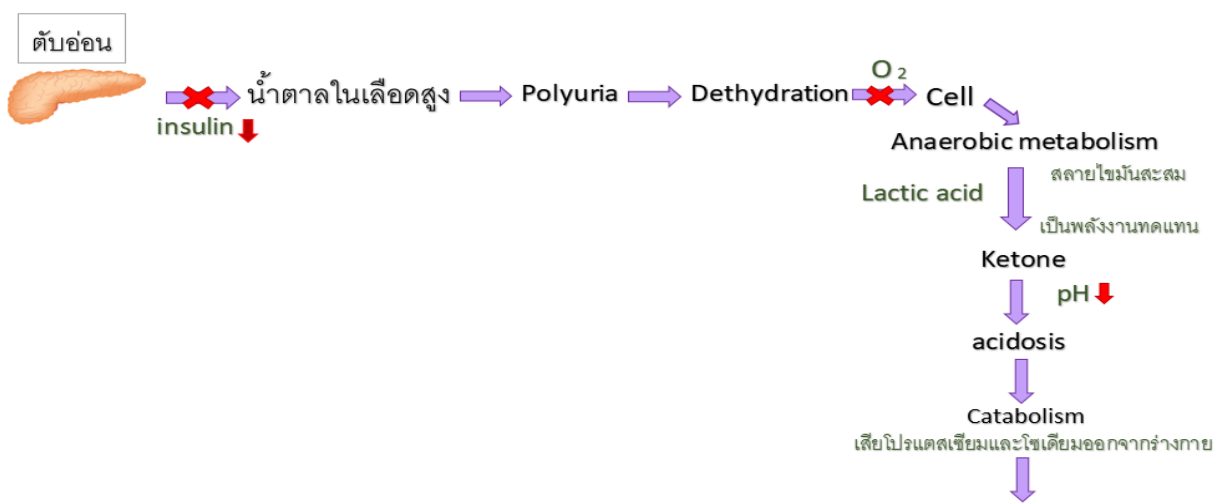 ตับอ่อน
insulin
น้ำตาลในเลือดสูง
Polyuria
Dethydration
O 2
Cell
Anaerobic metabolism
Lactic acid
สลายไขมันสะสม
เป็นพลังงานทดแทน
Ketone
pH
acidosis
Catabolism
เสียโปรแตสเซียมและโซเดียมออกจากร่างกาย